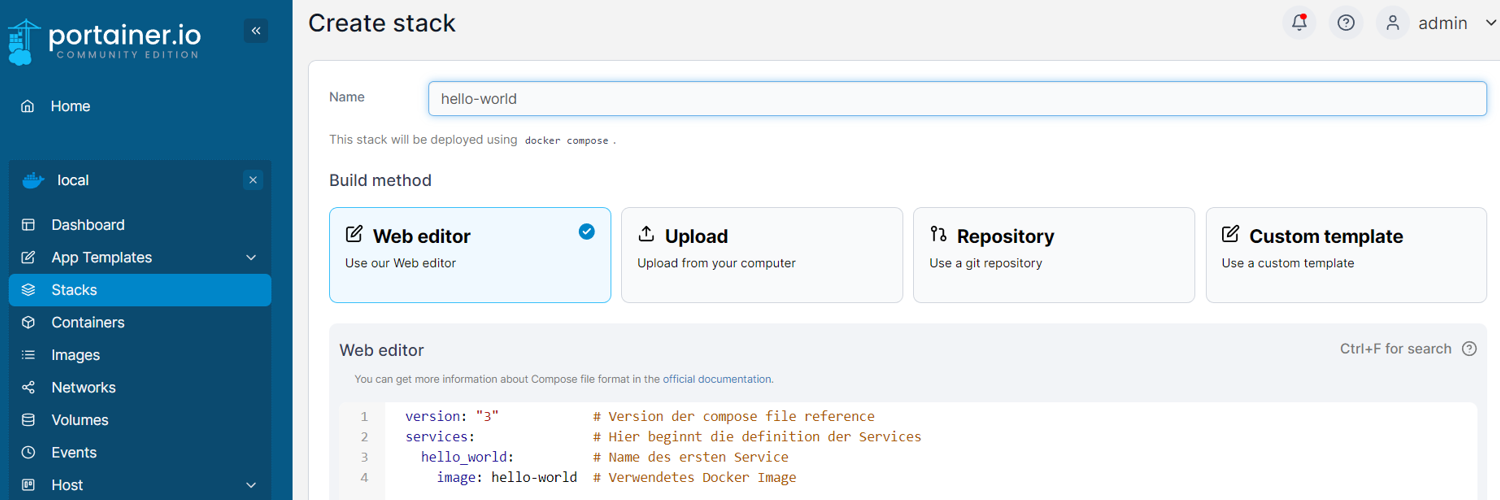 portainer.io
COMMUNITY EDITION
Home
local
Dashboard
App Templates
Stacks
Containers
Images
Networks
Volumes
Events
Host
Create stack
admin
Name
hello-world
This stack will be deployed using docker compose .
Build method
Web editor
Use our Web editor
Upload
Upload from your computer
Repository
Use a git repository
Custom template
Use a custom template
Web editor
Ctrl+F for search
You can get more information about Compose file format in the official documentation.
1 version: "3" # Version der compose file reference
2 services: # Hier beginnt die definition der Services
3 hello_world: # Name des ersten Service
4 image: hello-world # Verwendetes Docker Image